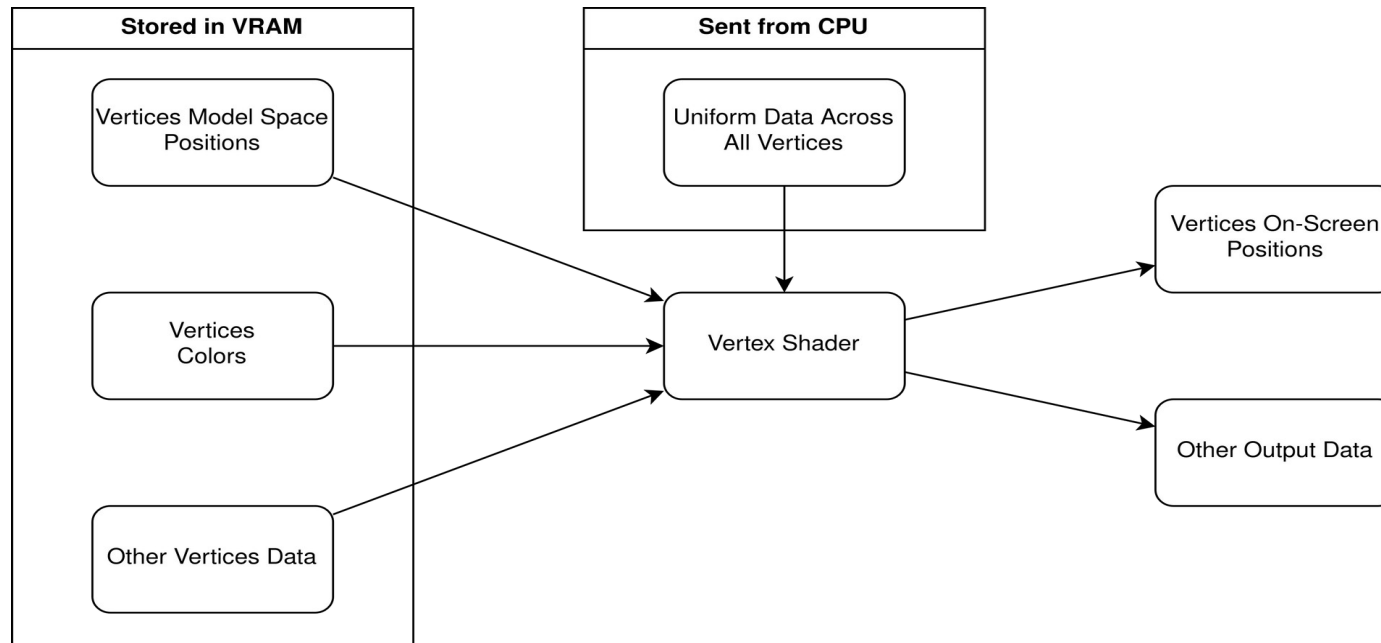 Stored in VRAM
Vertices Model Space
Positions
Vertices
Colors
Other Vertices Data
Sent from CPU
Uniform Data Across
All Vertices
Vertex Shader
Vertices On-Screen
Positions
Other Output Data